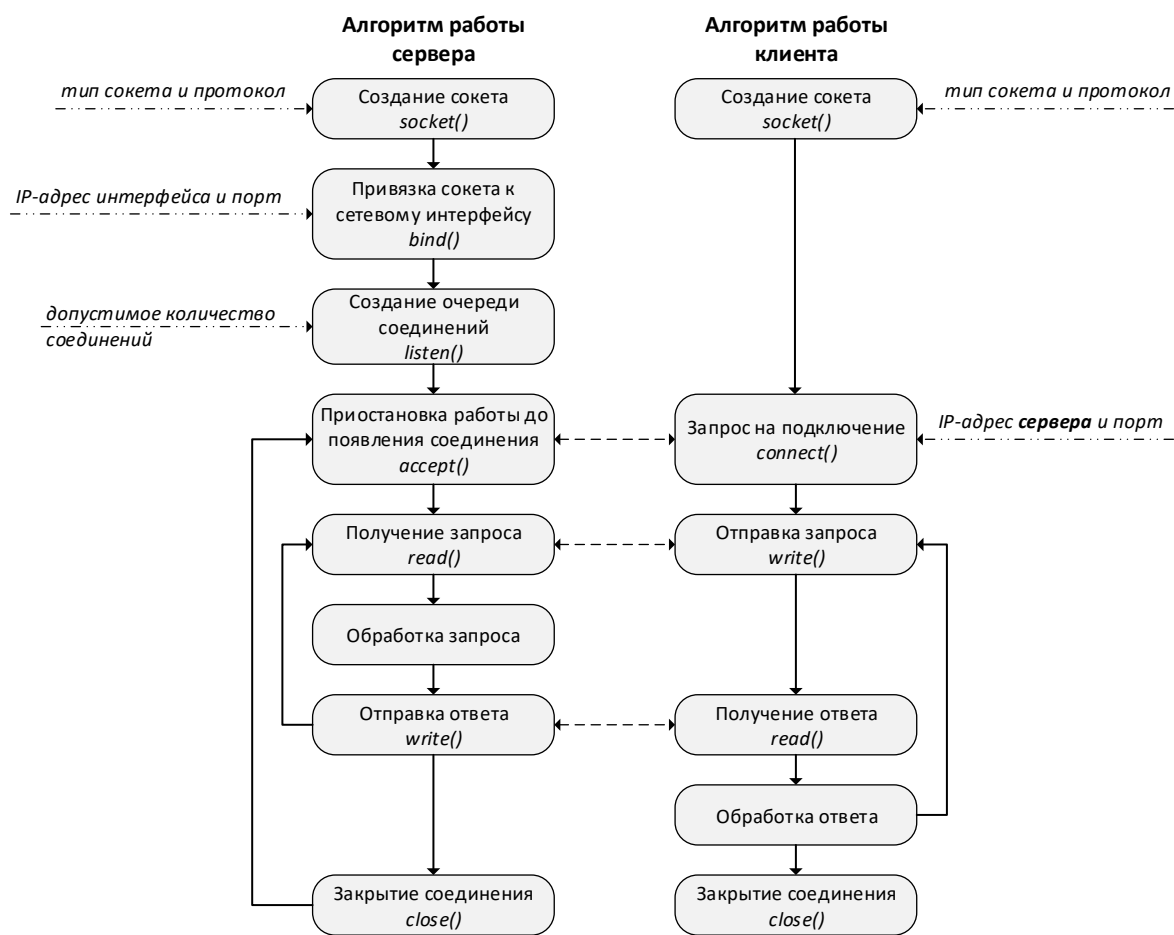 Алгоритм работы
сервера
Алгоритм работы
клиента
тип сокета и протокол
Создание сокета
socket()
Создание сокета
socket()
тип сокета и протокол
IP-адрес интерфейса и порт
Привязка сокета к
сетевому интерфейсу
bind()
допустимое количество
соединений
Создание очереди
соединений
listen()
Приостановка работы до
появления соединения
accept()
Запрос на подключение
connect()
IP-адрес сервера и порт
Получение запроса
read()
Отправка запроса
write()
Обработка запроса
Отправка ответа
write()
Получение ответа
read()
Обработка ответа
Закрытие соединения
close()
Закрытие соединения
close()